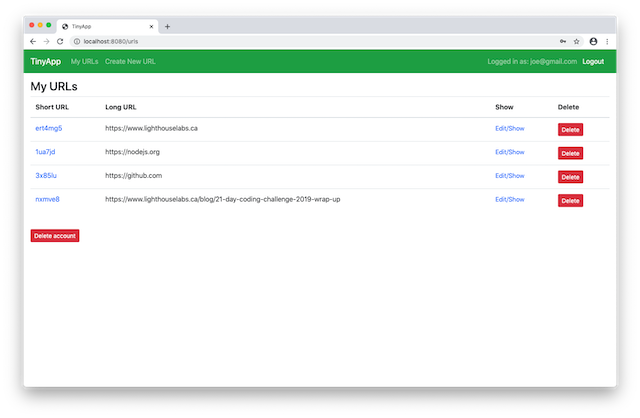 TinyApp
localhost:8080/urls
TinyApp My URLs Create New URL Logged in as: joe@gmail.com Logout
My URLs
Short URL Long URL Show Delete
ert4mg5 https://www.lighthouselabs.ca Edit/Show Delete
1ua7jd https://nodejs.org Edit/Show Delete
3x85lu https://github.com Edit/Show Delete
nxmve8 https://www.lighthouselabs.ca/blog/21-day-coding-challenge-2019-wrap-up Edit/Show Delete
Delete account